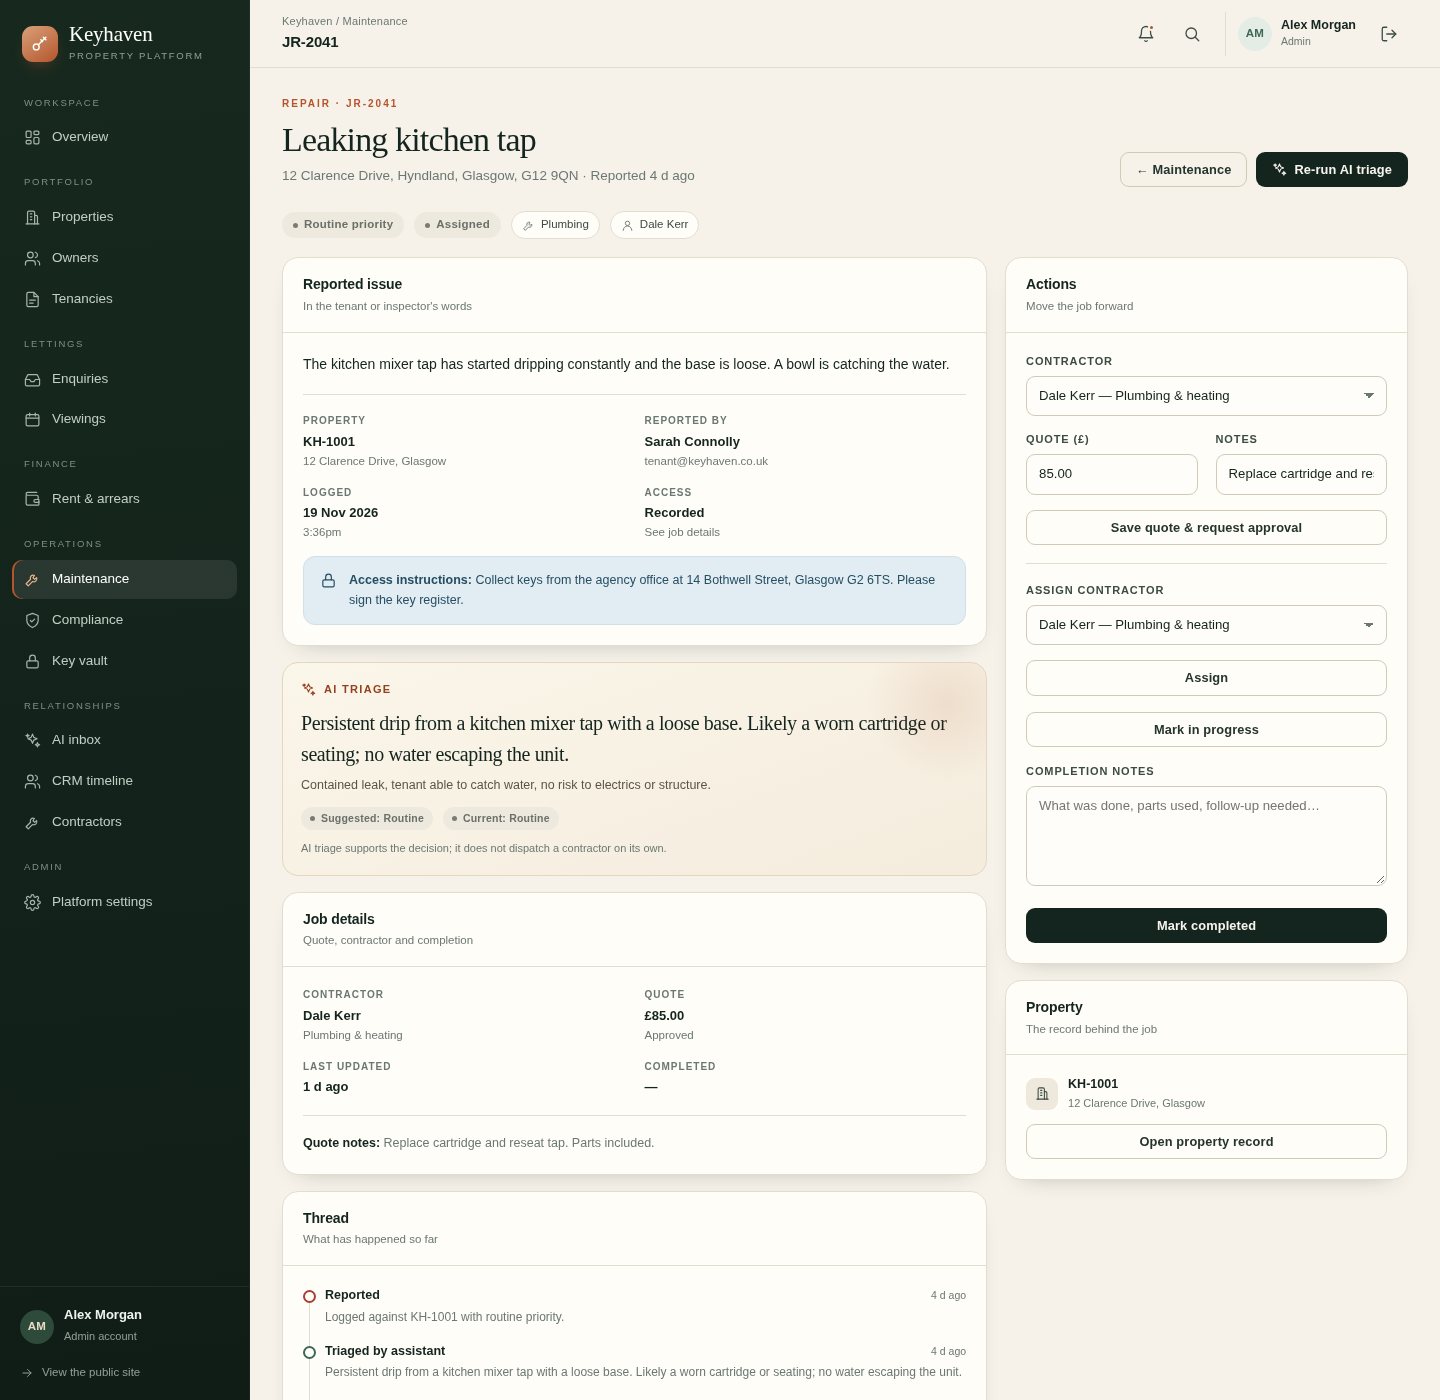 Keyhaven
PROPERTY PLATFORM
WORKSPACE
Overview
PORTFOLIO
Properties
Owners
Tenancies
LETTINGS
Enquiries
Viewings
FINANCE
Rent & arrears
OPERATIONS
Maintenance
Compliance
Key vault
RELATIONSHIPS
AI inbox
CRM timeline
Contractors
ADMIN
Platform settings
AM
Alex Morgan
Admin account
View the public site
Keyhaven / Maintenance
JR-2041
AM
Alex Morgan
Admin
REPAIR · JR-2041
Leaking kitchen tap
12 Clarence Drive, Hyndland, Glasgow, G12 9QN · Reported 4 d ago
← Maintenance
Re-run AI triage
Routine priority
Assigned
Plumbing
Dale Kerr
Reported issue
In the tenant or inspector's words
The kitchen mixer tap has started dripping constantly and the base is loose. A bowl is catching the water.
PROPERTY
KH-1001
12 Clarence Drive, Glasgow
REPORTED BY
Sarah Connolly
tenant@keyhaven.co.uk
LOGGED
19 Nov 2026
3:36pm
ACCESS
Recorded
See job details
Access instructions: Collect keys from the agency office at 14 Bothwell Street, Glasgow G2 6TS. Please
sign the key register.
AI TRIAGE
Persistent drip from a kitchen mixer tap with a loose base. Likely a worn cartridge or
seating; no water escaping the unit.
Contained leak, tenant able to catch water, no risk to electrics or structure.
Suggested: Routine
Current: Routine
AI triage supports the decision; it does not dispatch a contractor on its own.
Job details
Quote, contractor and completion
CONTRACTOR
Dale Kerr
Plumbing & heating
QUOTE
£85.00
Approved
LAST UPDATED
1 d ago
COMPLETED
—
Quote notes: Replace cartridge and reseat tap. Parts included.
Thread
What has happened so far
Reported
4 d ago
Logged against KH-1001 with routine priority.
Triaged by assistant
4 d ago
Persistent drip from a kitchen mixer tap with a loose base. Likely a worn cartridge or seating; no water escaping the unit.
Actions
Move the job forward
CONTRACTOR
Dale Kerr — Plumbing & heating
QUOTE (£)
85.00
NOTES
Replace cartridge and re
Save quote & request approval
ASSIGN CONTRACTOR
Dale Kerr — Plumbing & heating
Assign
Mark in progress
COMPLETION NOTES
What was done, parts used, follow-up needed…
Mark completed
Property
The record behind the job
KH-1001
12 Clarence Drive, Glasgow
Open property record